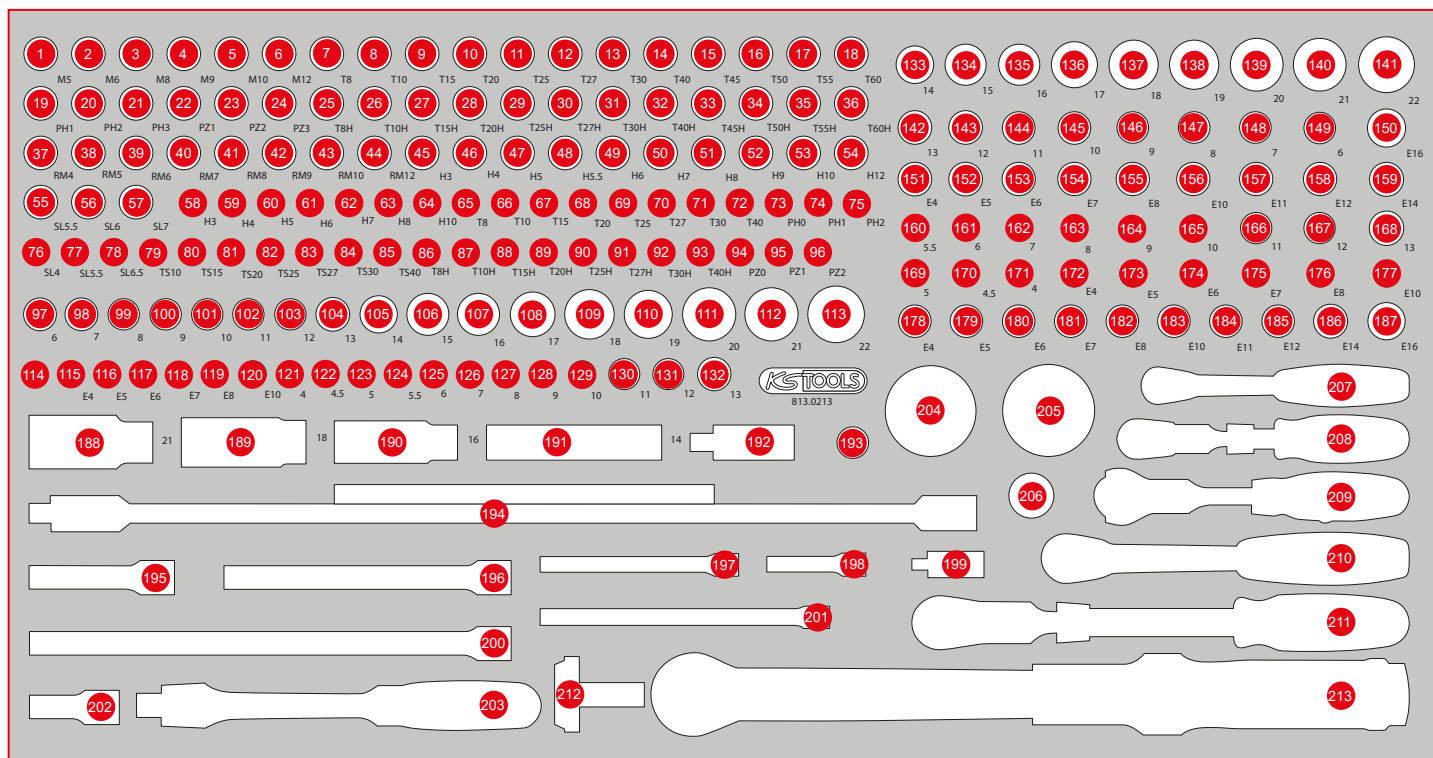 1 2 3 4 5 6 7 8 9 10 11 12 13 14 15 16 17 18
M5 M6 M8 M9 M10 M12 T8 T10 T15 T20 T25 T27 T30 T40 T45 T50 T55 T60
19 20 21 22 23 24 25 26 27 28 29 30 31 32 33 34 35 36
PH1 PH2 PH3 PZ1 PZ2 PZ3 T8H T10H T15H T20H T25H T27H T30H T40H T45H T50H T55H T60H
37 38 39 40 41 42 43 44 45 46 47 48 49 50 51 52 53 54
RM4 RM5 RM6 RM7 RM8 RM9 RM10 RM12 H3 H4 H5 H5.5 H6 H7 H8 H9 H10 H12
55 56 57 58 59 60 61 62 63 64 65 66 67 68 69 70 71 72 73 74 75
SL5.5 SL6 SL7 H3 H4 H5 H6 H7 H8 H10 T8 T10 T15 T20 T25 T27 T30 T40 PH0 PH1 PH2
76 77 78 79 80 81 82 83 84 85 86 87 88 89 90 91 92 93 94 95 96
SL4 SL5.5 SL6.5 TS10 TS15 TS20 TS25 TS27 TS30 TS40 T8H T10H T15H T20H T25H T27H T30H T40H PZ0 PZ1 PZ2
97 98 99 100 101 102 103 104 105 106 107 108 109 110 111 112 113
6 7 8 9 10 11 12 13 14 15 16 17 18 19 20 21 22
114 115 116 117 118 119 120 121 122 123 124 125 126 127 128 129 130 131 132
E4 E5 E6 E7 E8 E10 4 4.5 5 5.5 6 7 8 9 10 11 12 13
KS TOOLS
813.0213
133 134 135 136 137 138 139 140 141
14 15 16 17 18 19 20 21 22
142 143 144 145 146 147 148 149 150
13 12 11 10 9 8 7 6 E16
151 152 153 154 155 156 157 158 159
E4 E5 E6 E7 E8 E10 E11 E12 E14
160 161 162 163 164 165 166 167 168
5.5 6 7 8 9 10 11 12 13
169 170 171 172 173 174 175 176 177
5 4.5 4 E4 E5 E6 E7 E8 E10
178 179 180 181 182 183 184 185 186 187
E4 E5 E6 E7 E8 E10 E11 E12 E14 E16
188 21 189 18 190 16 191 14 192 193
204 205 207
208
194 206 209
195 196 197 198 199 210
200 201 211
202 203 212 213